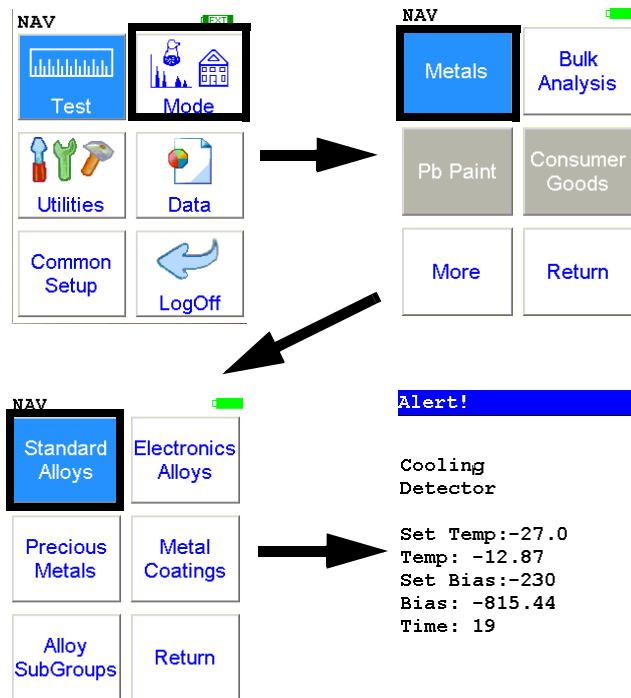 NAV
EXT
Test
Mode
Utilities
Data
Common
Setup
LogOff
NAV
Metals
Bulk
Analysis
Pb Paint
Consumer
Goods
More
Return
NAV
Standard
Alloys
Electronics
Alloys
Precious
Metals
Metal
Coatings
Alloy
SubGroups
Return
Alert!
Cooling
Detector
Set Temp:-27.0
Temp: -12.87
Set Bias:-230
Bias: -815.44
Time: 19